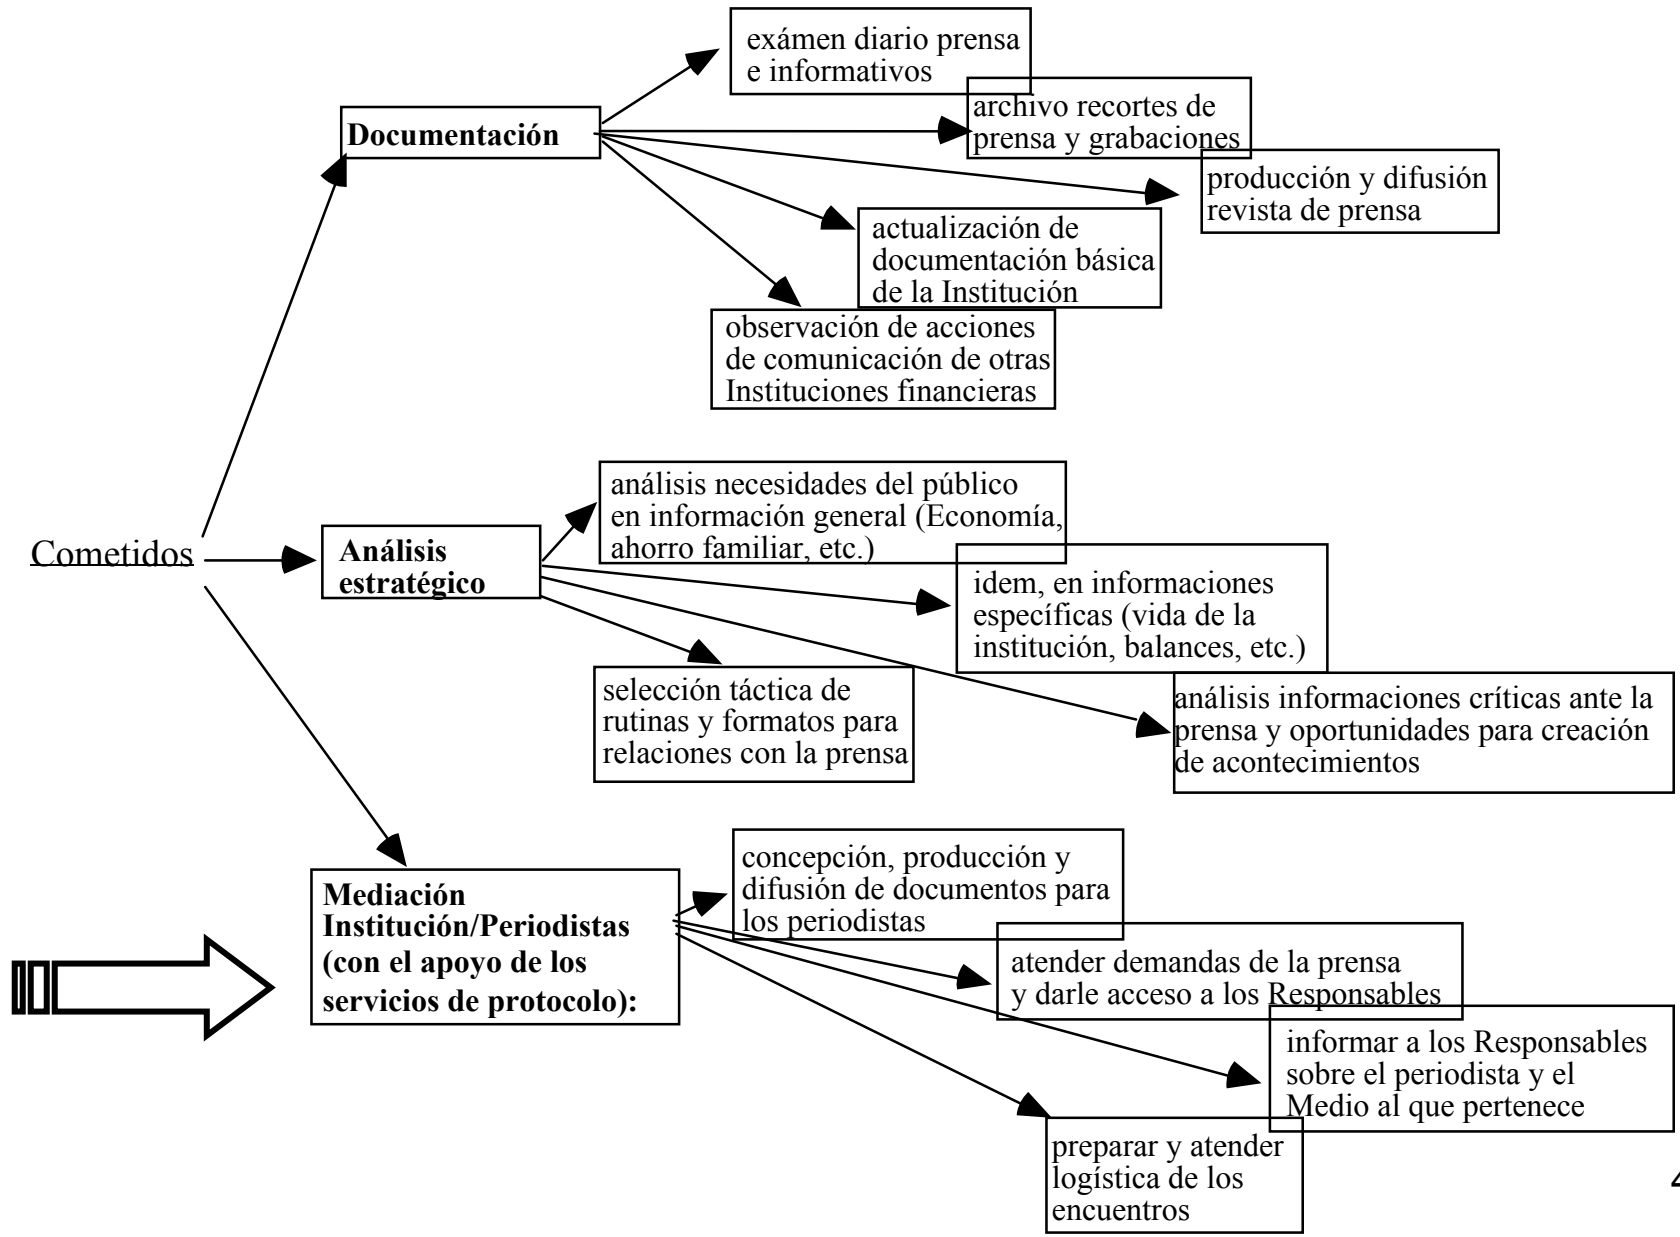 exámen diario prensa
e informativos
Documentación
archivo recortes de
prensa y grabaciones
producción y difusión
revista de prensa
actualización de
documentación básica
de la Institución
observación de acciones
de comunicación de otras
Instituciones financieras
Cometidos
Análisis
estratégico
análisis necesidades del público
en información general (Economía,
ahorro familiar, etc.)
idem, en informaciones
específicas (vida de la
institución, balances, etc.)
análisis informaciones críticas ante la
prensa y oportunidades para creación
de acontecimientos
selección táctica de
rutinas y formatos para
relaciones con la prensa
Mediación
Institución/Periodistas
(con el apoyo de los
servicios de protocolo):
concepción, producción y
difusión de documentos para
los periodistas
atender demandas de la prensa
y darle acceso a los Responsables
informar a los Responsables
sobre el periodista y el
Medio al que pertenece
preparar y atender
logística de los
encuentros